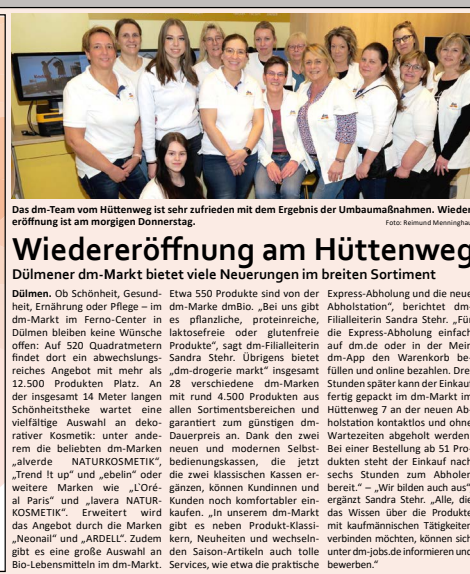 Das dm-Team vom Hüttenweg ist sehr zufrieden mit dem Ergebnis der Umbaumaßnahmen. Wieder
eröffnung ist am morgigen Donnerstag.
Foto: Reimund Menninghau
Wiedereröffnung am Hüttenweg
Dülmener dm-Markt bietet viele Neuerungen im breiten Sortiment
Dülmen. Ob Schönheit, Gesund-
heit, Ernährung oder Pflege – im
dm-Markt im Ferno-Center in
Dülmen bleiben keine Wünsche
offen: Auf 520 Quadratmetern
findet dort ein abwechslungs-
reiches Angebot mit mehr als
12.500 Produkten Platz. An
der insgesamt 14 Meter langen
Schönheitstheke wartet eine
vielfältige Auswahl an deko-
rativer Kosmetik: unter ande-
rem die beliebten dm-Marken
„alverde NATURKOSMETIK“,
„Trend !t up“ und „ebelin“ oder
weitere Marken wie „L'Oré-
al Paris“ und „lavera NATUR-
KOSMETIK“. Erweitert wird
das Angebot durch die Marken
„Neonail“ und „ARDELL“. Zudem
gibt es eine große Auswahl an
Bio-Lebensmitteln im dm-Markt.
Etwa 550 Produkte sind von der
dm-Marke dmBio. „Bei uns gibt
es pflanzliche, proteinreiche,
laktosefreie oder glutenfreie
Produkte“, sagt dm-Filialleiterin
Sandra Stehr. Übrigens bietet
„dm-drogerie markt“ insgesamt
28 verschiedene dm-Marken
mit rund 4.500 Produkten aus
allen Sortimentsbereichen und
garantiert zum günstigen dm-
Dauerpreis an. Dank den zwei
neuen und modernen Selbst-
bedienungskassen, die jetzt
die zwei klassischen Kassen er-
gänzen, können Kundinnen und
Kunden noch komfortabler ein-
kaufen. „In unserem dm-Markt
gibt es neben Produkt-Klassi-
kern, Neuheiten und wechseln-
den Saison-Artikeln auch tolle
Services, wie etwa die praktische
Express-Abholung und die neue
Abholstation“, berichtet dm-
Filialleiterin Sandra Stehr. „Für
die Express-Abholung einfach
auf dm.de oder in der Mein
dm-App den Warenkorb be-
füllen und online bezahlen. Drei
Stunden später kann der Einkauf
fertig gepackt im dm-Markt im
Hüttenweg 7 an der neuen Ab-
holstation kontaktlos und ohne
Wartezeiten abgeholt werden.
Bei einer Bestellung ab 51 Pro-
dukten steht der Einkauf nach
sechs Stunden zum Abholen
bereit.“ – „Wir bilden auch aus“,
ergänzt Sandra Stehr. „Alle, die
das Wissen über die Produkte
mit kaufmännischen Tätigkeiten
verbinden möchten, können sich
unter dm-jobs.de informieren und
bewerben.“